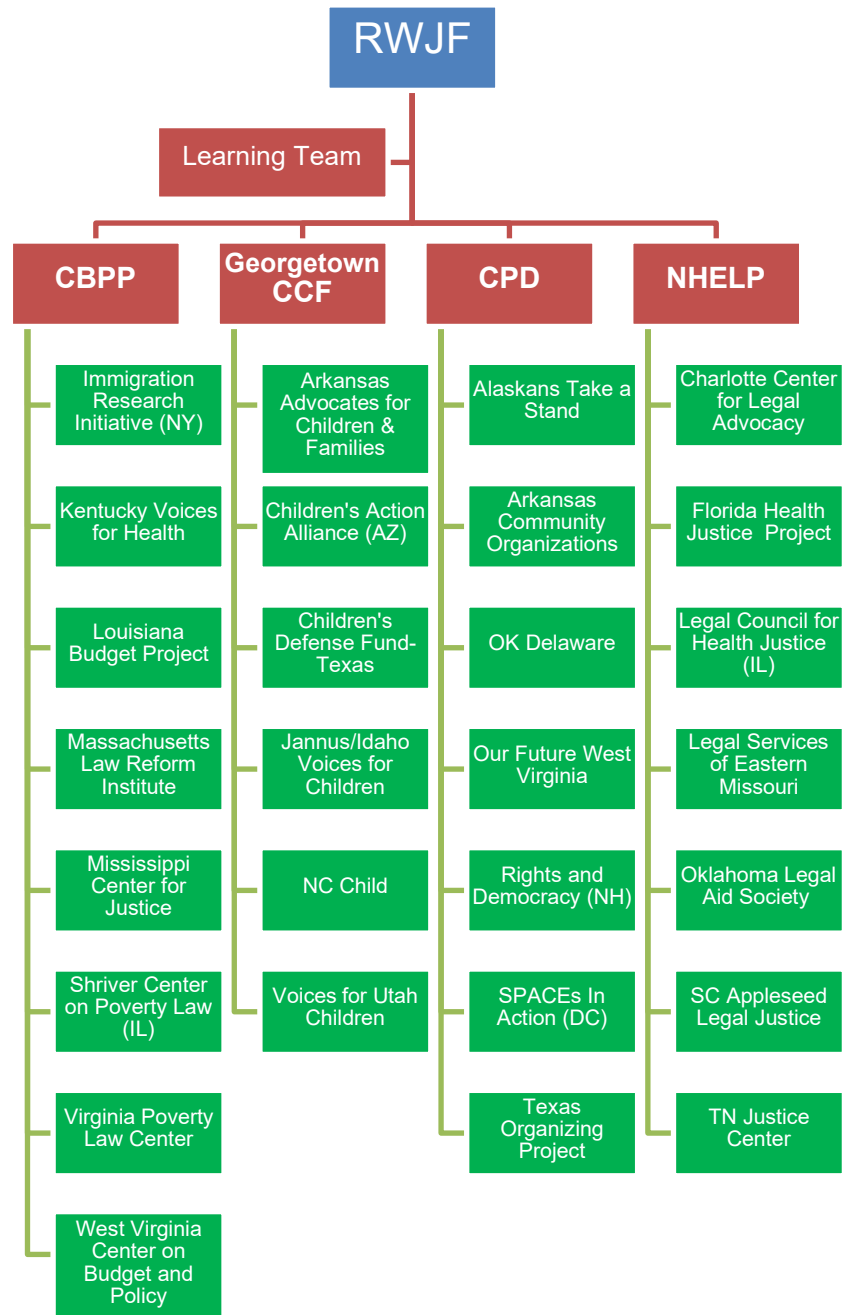 RWJF
Learning Team
CBPP
Immigration
Research
Initiative (NY)
Kentucky Voices
for Health
Louisiana
Budget Project
Massachusetts
Law Reform
Institute
Mississippi
Center for
Justice
Shriver Center
on Poverty Law
(IL)
Virginia Poverty
Law Center
West Virginia
Center on
Budget and
Policy
Georgetown
CCF
Arkansas
Advocates for
Children &
Families
Children's Action
Alliance (AZ)
Children's
Defense Fund-
Texas
Jannus/Idaho
Voices for
Children
NC Child
Voices for Utah
Children
CPD
Alaskans Take a
Stand
Arkansas
Community
Organizations
OK Delaware
Our Future West
Virginia
Rights and
Democracy (NH)
SPACEs In
Action (DC)
Texas
Organizing
Project
NHELP
Charlotte Center
for Legal
Advocacy
Florida Health
Justice  Project
Legal Council for
Health Justice
(IL)
Legal Services
of Eastern
Missouri
Oklahoma Legal
Aid Society
SC Appleseed
Legal Justice
TN Justice
Center